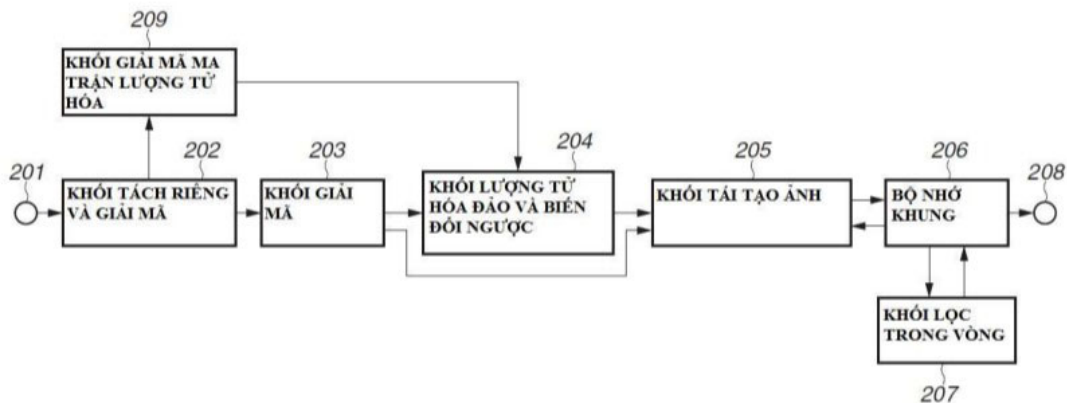 209
KHỐI GIẢI MÃ MA
TRẬN LƯỢNG TỬ
HÓA
201
202
KHỐI TÁCH RIÊNG
VÀ GIẢI MÃ
203
KHỐI GIẢI
MÃ
204
KHỐI LƯỢNG TỬ
HÓA ĐẢO VÀ BIẾN
ĐỔI NGƯỢC
205
KHỐI TÁI TẠO ẢNH
206
BỘ NHỚ
KHUNG
208
KHỐI LỌC
TRONG VÒNG
207